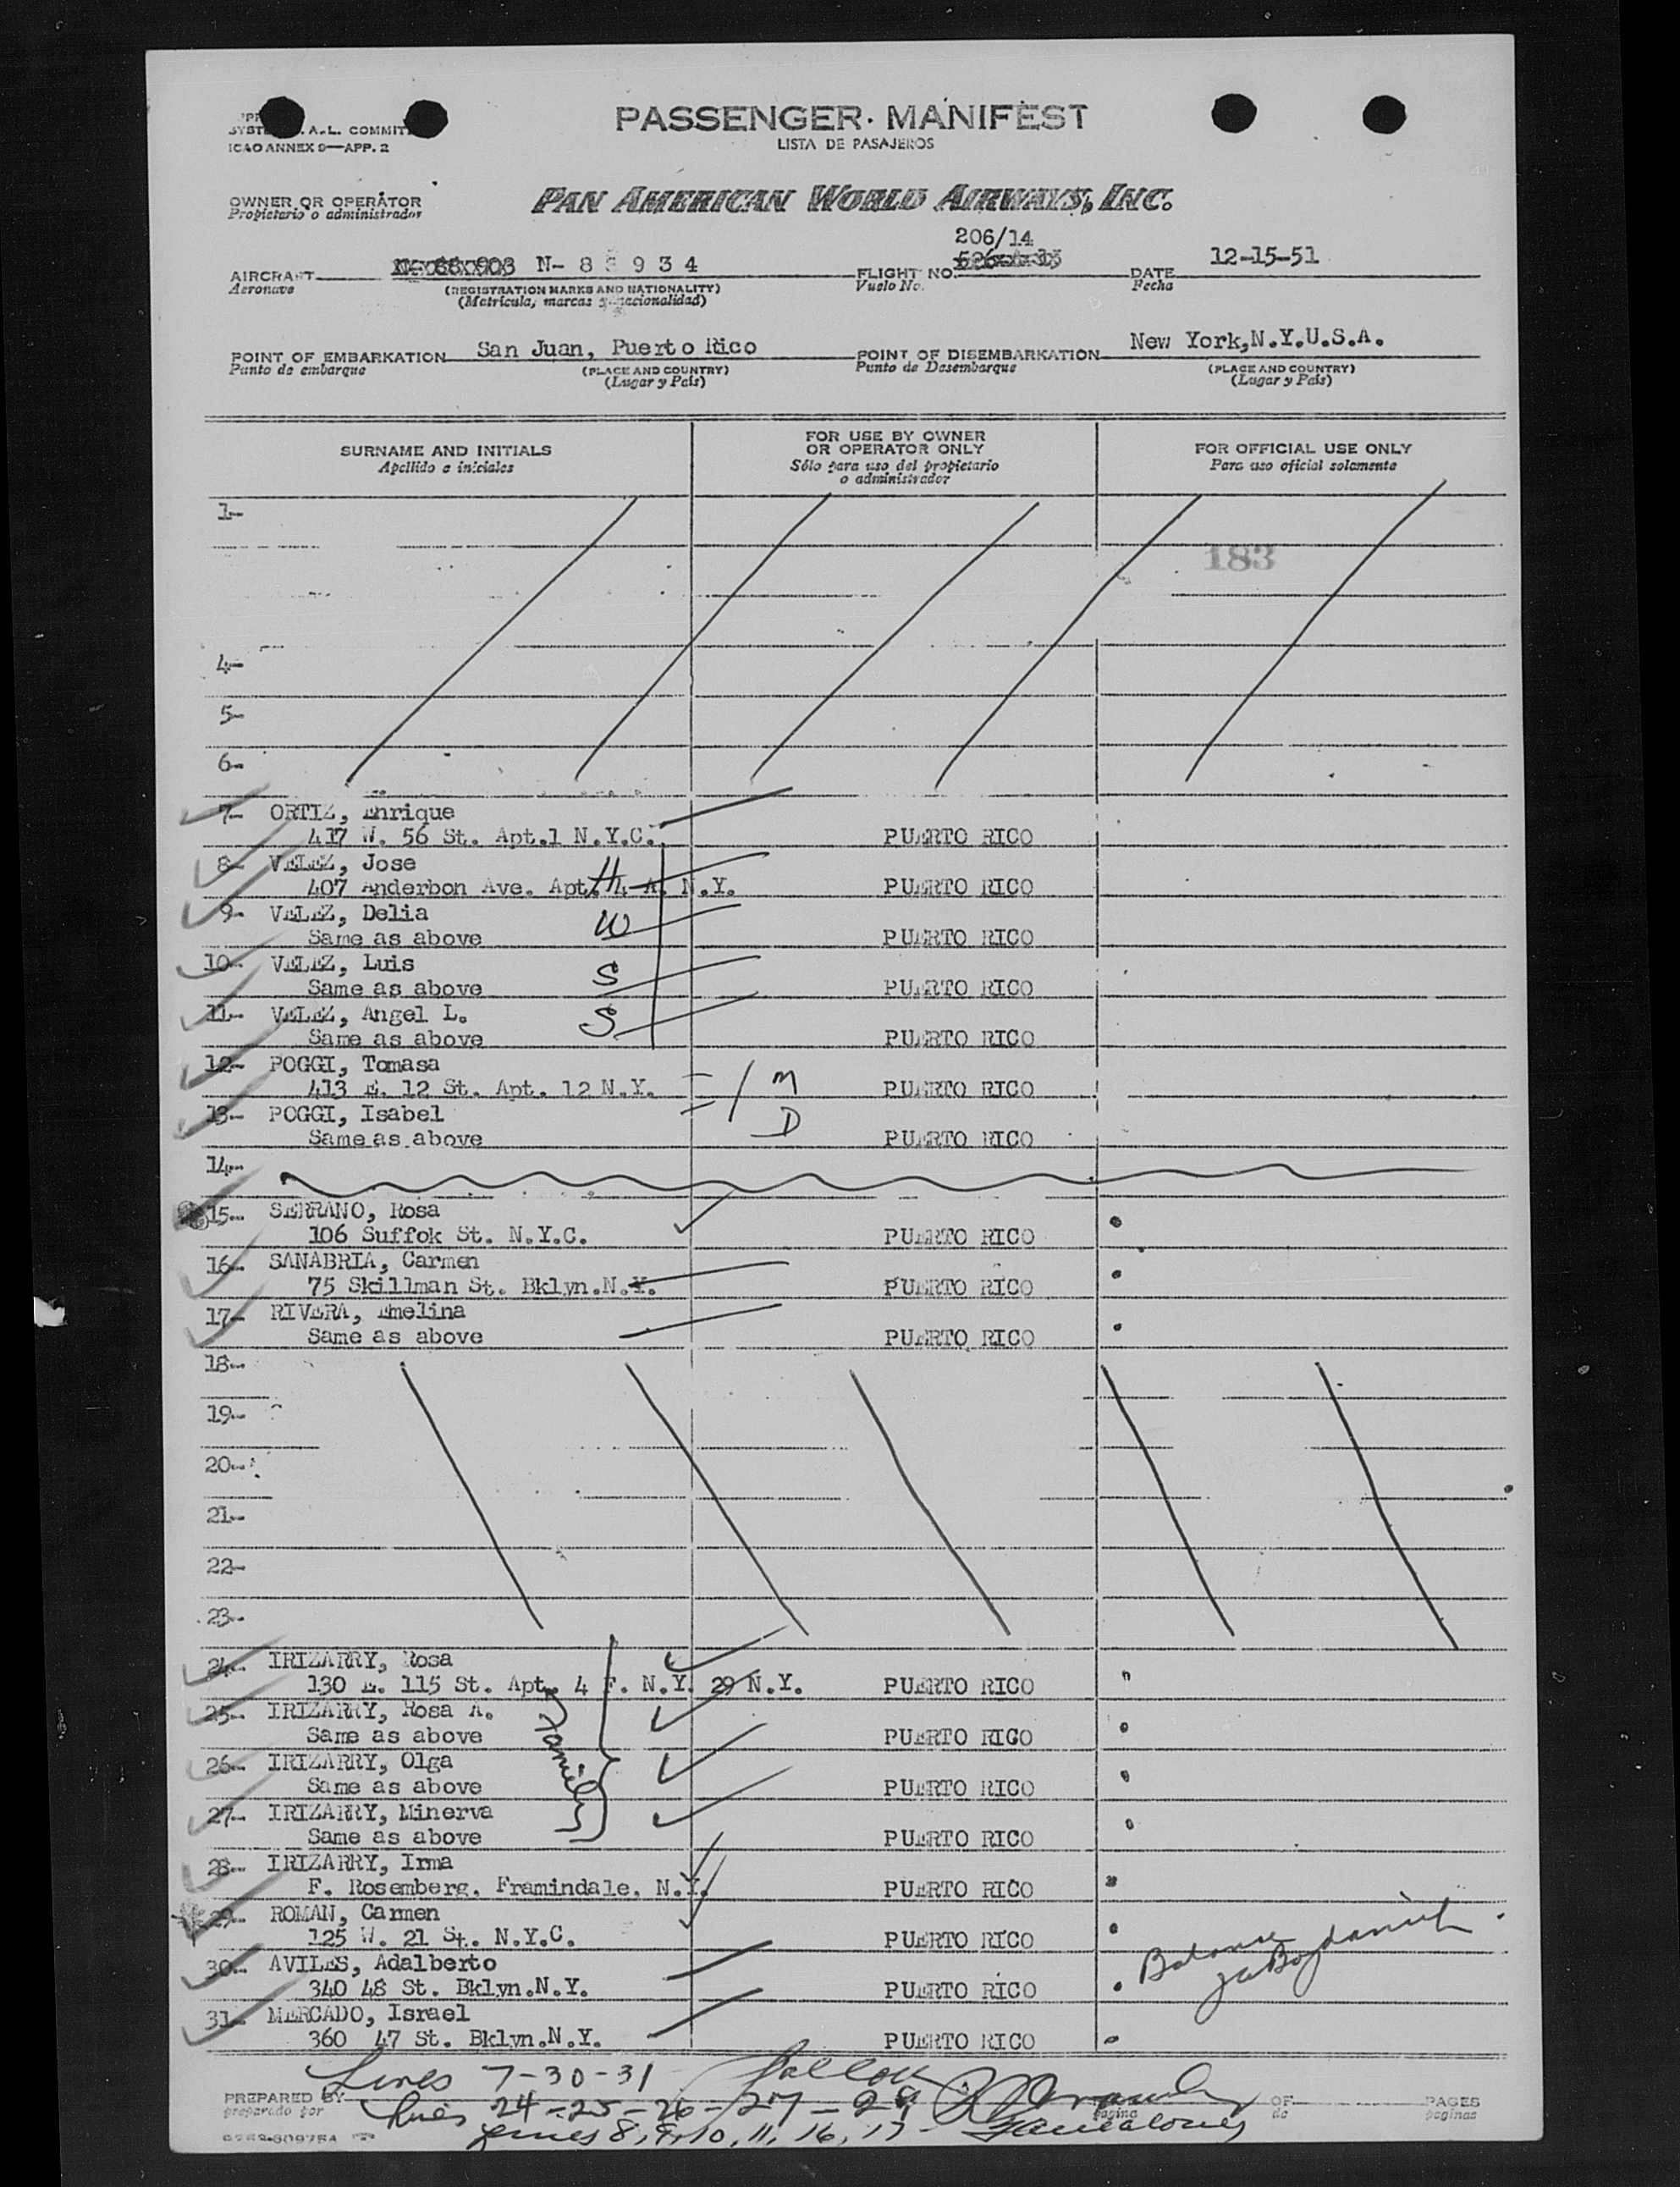 A.L. COMMIT
ICAO ANNEX 9—APP. 2
PASSENGER MANIFEST
LISTA DE PASAJEROS
OWNER OR OPERATOR
Propietario o administrador
PAN AMERICAN WORLD AIRWAYS, INC.
206/14
AIRCRAFT N- 8 8 9 3 4 FLIGHT NO. DATE 12-15-51
Aeronave (REGISTRATION MARKS AND NATIONALITY) Vuelo No. Fecha
(Matrícula, marcas y nacionalidad)
POINT OF EMBARKATION San Juan, Puerto Rico POINT OF DISEMBARKATION New York,N.Y.U.S.A.
Punto de embarque (PLACE AND COUNTRY) Punto de Desembarque (PLACE AND COUNTRY)
(Lugar y País) (Lugar y País)
SURNAME AND INITIALS FOR USE BY OWNER OR OPERATOR ONLY FOR OFFICIAL USE ONLY
Apellido e iniciales Sólo para uso del propietario o administrador Para uso oficial solamente
1-
183
4-
5-
6-
7- ORTIZ, Enrique
417 W. 56 St. Apt.1 N.Y.C. PUERTO RICO
8- VELEZ, Jose
407 Anderbon Ave. Apt. 4 A. N.Y. H PUERTO RICO
9- VELEZ, Delia
Same as above W PUERTO RICO
10- VELEZ, Luis
Same as above S PUERTO RICO
11- VELEZ, Angel L.
Same as above S PUERTO RICO
12- POGGI, Tomasa
413 E. 12 St. Apt. 12 N.Y. M PUERTO RICO
13- POGGI, Isabel
Same as above D PUERTO RICO
14-
15- SERRANO, Rosa
106 Suffok St. N.Y.C. PUERTO RICO
16- SANABRIA, Carmen
75 Skillman St. Bklyn.N.Y. PUERTO RICO
17- RIVERA, Emelina
Same as above PUERTO RICO
18-
19-
20-
21-
22-
23-
24- IRIZARRY, Rosa
130 E. 115 St. Apt. 4 F. N.Y. 29 N.Y. PUERTO RICO
25- IRIZARRY, Rosa A.
Same as above PUERTO RICO
26- IRIZARRY, Olga
Same as above Family PUERTO RICO
27- IRIZARRY, Minerva
Same as above PUERTO RICO
28- IRIZARRY, Irma
F. Rosemberg. Framindale. N.Y. PUERTO RICO
29- ROMAN, Carmen
125 W. 21 St. N.Y.C. PUERTO RICO
30- AVILES, Adalberto
340 48 St. Bklyn.N.Y. PUERTO RICO Balance
31- MERCADO, Israel
360 47 St. Bklyn.N.Y. PUERTO RICO
Lines 7-30-31
PREPARED BY OF PAGES
preparado por Lines 24-25-26-27-29 página de páginas
Lines 8, 9, 10, 11, 16, 17